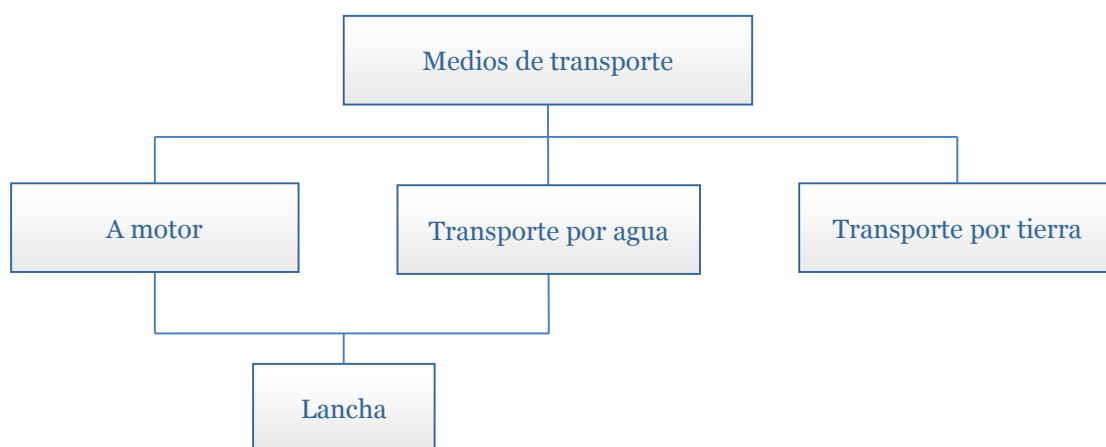 Medios de transporte
A motor
Transporte por agua
Transporte por tierra
Lancha